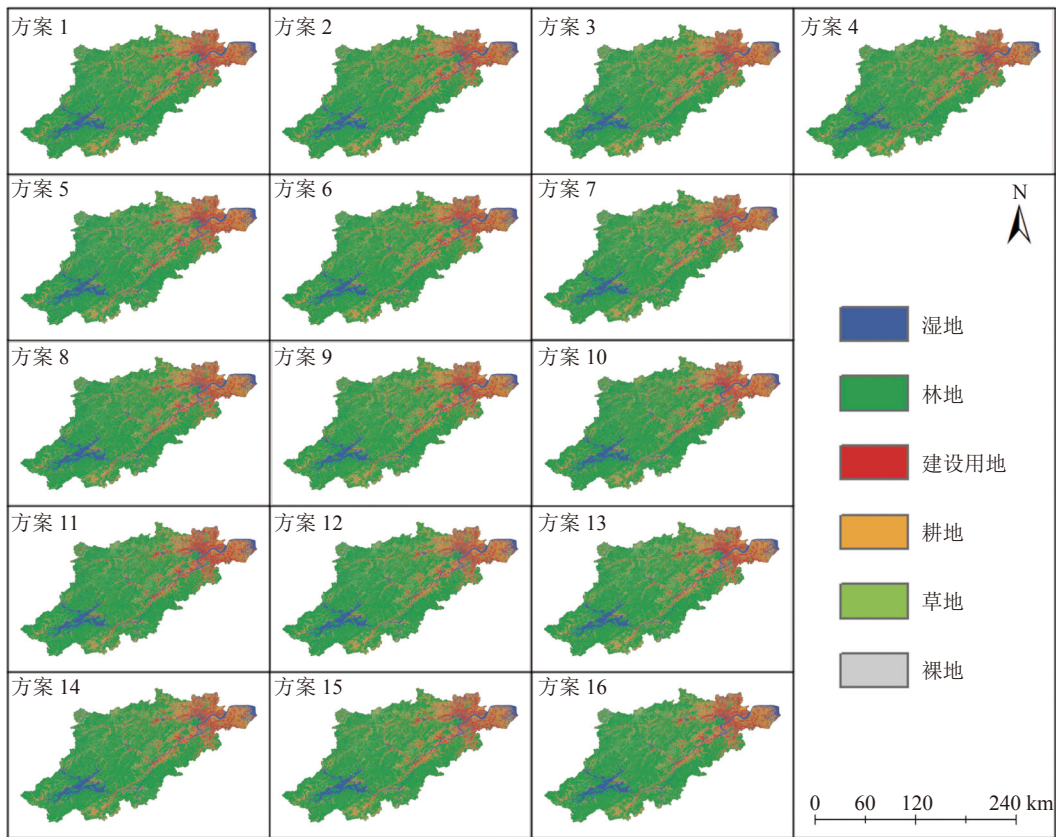 方案 1
方案 2
方案 3
方案 4
方案 5
方案 6
方案 7
N
湿地
林地
方案 8
方案 9
方案 10
建设用地
耕地
方案 11
方案 12
方案 13
草地
裸地
方案 14
方案 15
方案 16
0 60 120 240 km